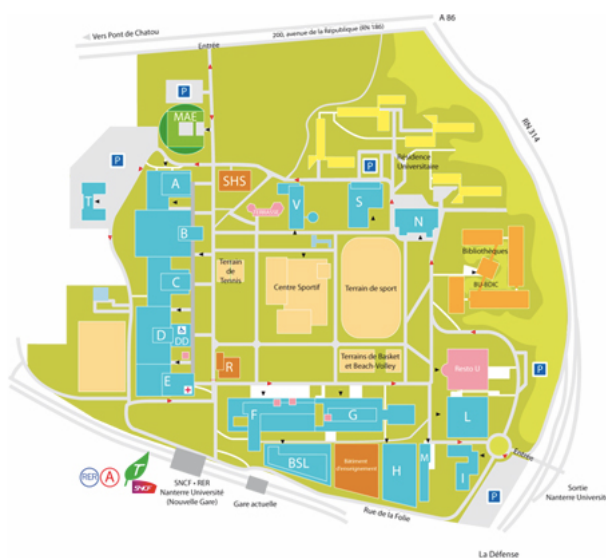 A 86
Vers Pont de Chatou
200, avenue de la République (RN 186)
Entrée
RN 314
P
MAE
P
P
Résidence
Universitaire
A
SHS
T
V
S
N
B
Bibliothèques
BU-BDIC
Terrain
de
Tennis
C
Centre Sportif
Terrain de sport
D
DD
Terrains de Basket
et Beach-Volley
R
E
Resto U
P
F
G
L
BSL
Bâtiment
d'enseignement
H
M
I
Entrée
RER
A
T
SNCF
SNCF • RER
Nanterre Université
(Nouvelle Gare)
Gare actuelle
Rue de la Folie
P
Sortie
Nanterre Université
La Défense